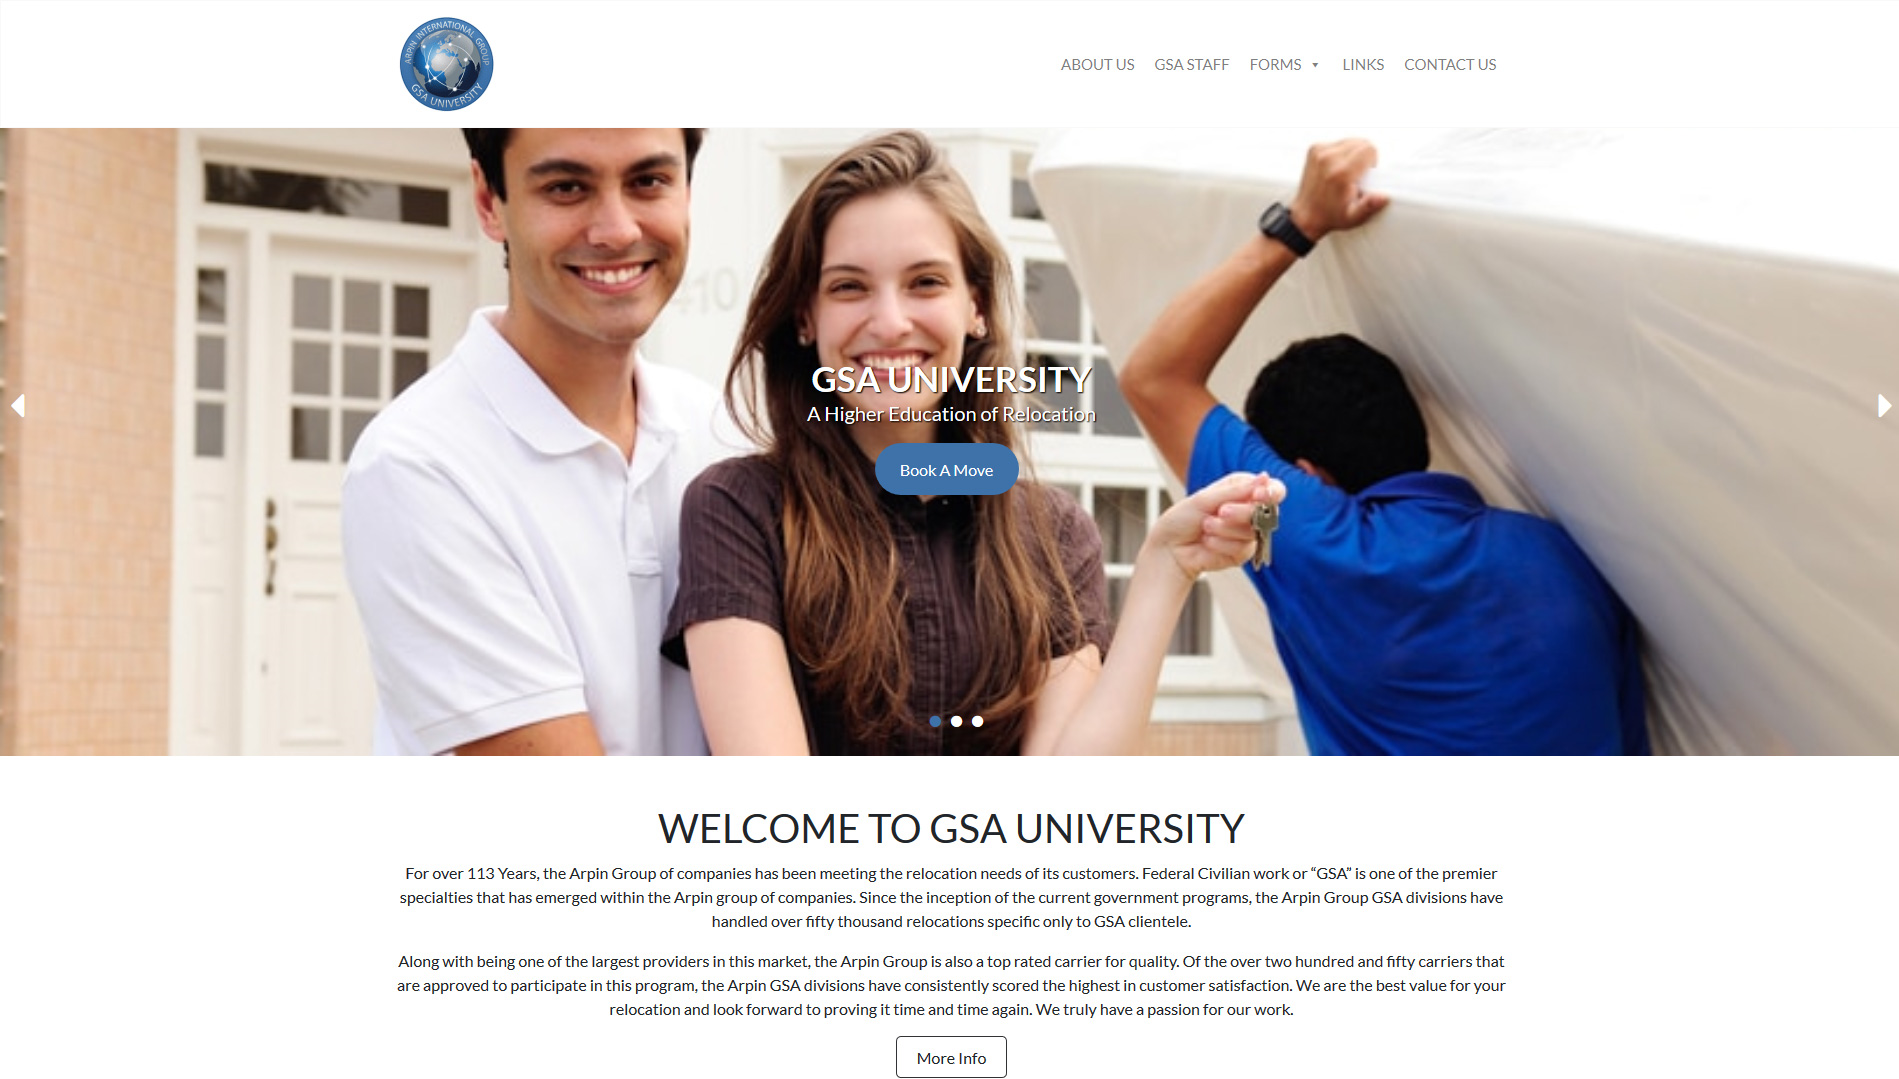 ARPIN INTERNATIONAL GROUP
GSA UNIVERSITY
ABOUT US
GSA STAFF
FORMS
LINKS
CONTACT US
410
GSA UNIVERSITY
A Higher Education of Relocation
Book A Move
WELCOME TO GSA UNIVERSITY
For over 113 Years, the Arpin Group of companies has been meeting the relocation needs of its customers. Federal Civilian work or “GSA” is one of the premier
specialties that has emerged within the Arpin group of companies. Since the inception of the current government programs, the Arpin Group GSA divisions have
handled over fifty thousand relocations specific only to GSA clientele.
Along with being one of the largest providers in this market, the Arpin Group is also a top rated carrier for quality. Of the over two hundred and fifty carriers that
are approved to participate in this program, the Arpin GSA divisions have consistently scored the highest in customer satisfaction. We are the best value for your
relocation and look forward to proving it time and time again. We truly have a passion for our work.
More Info